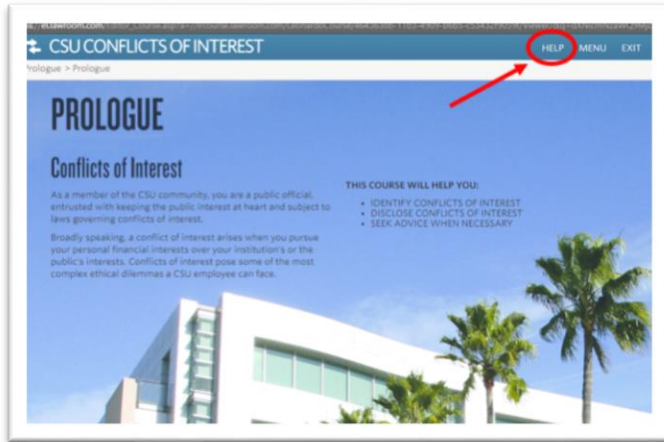 CSU CONFLICTS OF INTEREST
HELP MENU EXIT
Prologue > Prologue
PROLOGUE
Conflicts of Interest
As a member of the CSU community, you are a public official,
entrusted with keeping the public interest at heart and subject to
laws governing conflicts of interest.
Broadly speaking, a conflict of interest arises when you pursue
your personal financial interests over your institution's or the
public's interests. Conflicts of interest pose some of the most
complex ethical dilemmas a CSU employee can face.
THIS COURSE WILL HELP YOU:
• IDENTIFY CONFLICTS OF INTEREST
• DISCLOSE CONFLICTS OF INTEREST
• SEEK ADVICE WHEN NECESSARY